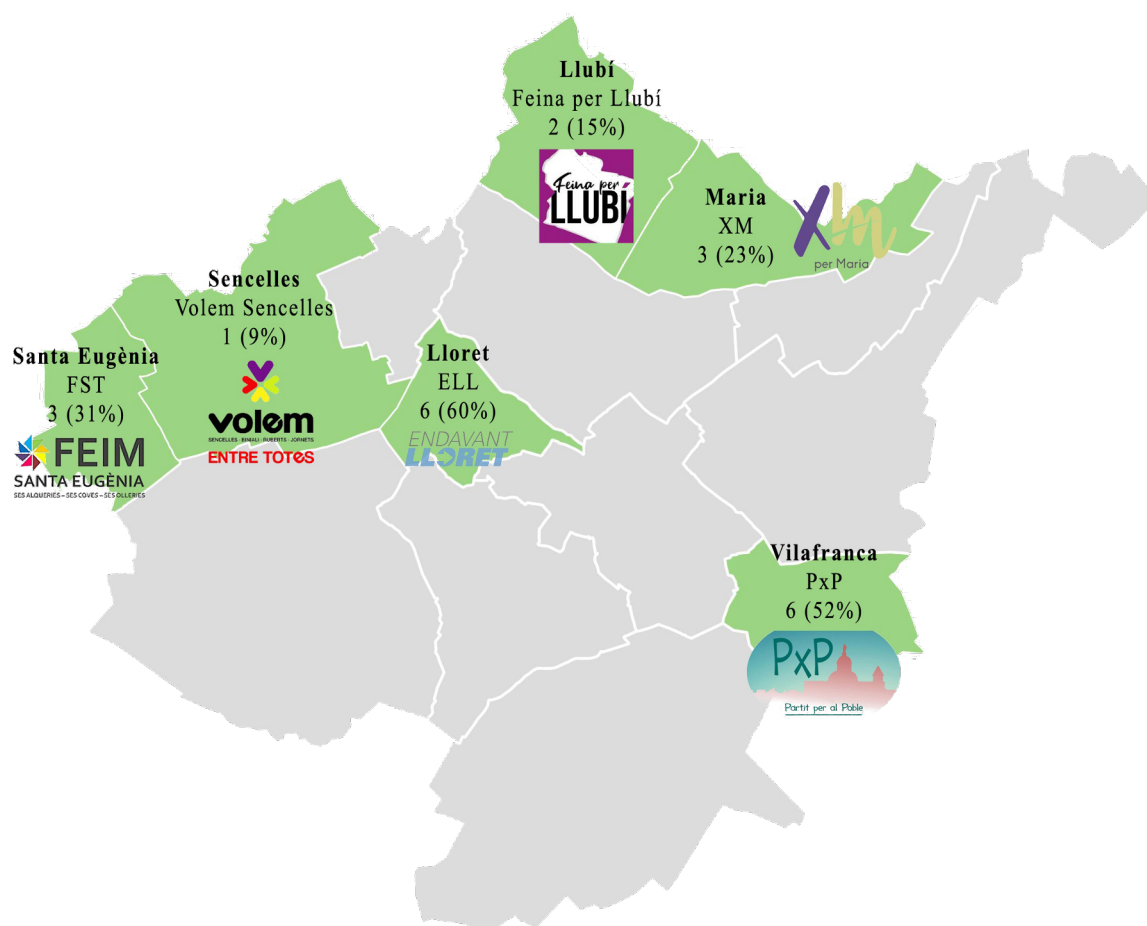 Llubí
Feina per Llubí
2 (15%)
Feina per
LLUBÍ
Maria
XM
3 (23%)
Xm
per Maria
Sencelles
Volem Sencelles
1 (9%)
volem
SENCELLES · BINIALI · RUBERTS · JORNETS
ENTRE TOTES
Santa Eugènia
FST
3 (31%)
FEIM
SANTA EUGÈNIA
SES ALQUERIES – SES COVES – SES OLLERIES
Lloret
ELL
6 (60%)
ENDAVANT
LLORET
Vilafranca
PxP
6 (52%)
PxP
Partit per al Poble